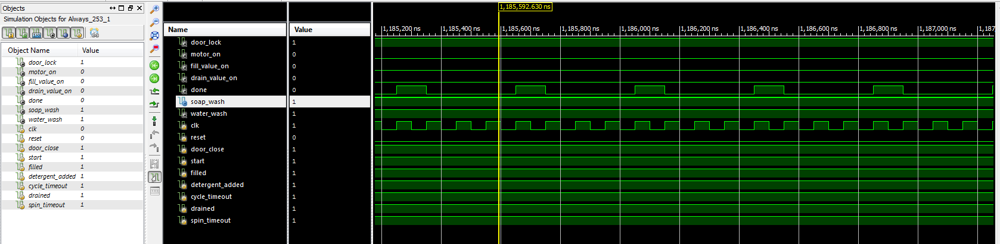 Objects
Simulation Objects for Always_253_1
Object Name Value
door_lock 1
motor_on 0
fill_value_on 0
drain_value_on 0
done 0
soap_wash 1
water_wash 1
clk 0
reset 0
door_close 1
start 1
filled 1
detergent_added 1
cycle_timeout 1
drained 1
spin_timeout 1
Name Value
door_lock 1
motor_on 0
fill_value_on 0
drain_value_on 0
done 0
soap_wash 1
water_wash 1
clk 1
reset 0
door_close 1
start 1
filled 1
detergent_added 1
cycle_timeout 1
drained 1
spin_timeout 1
1,185,592.630 ns
1,185,200 ns 1,185,400 ns 1,185,600 ns 1,185,800 ns 1,186,000 ns 1,186,200 ns 1,186,400 ns 1,186,600 ns 1,186,800 ns 1,187,000 ns 1,187